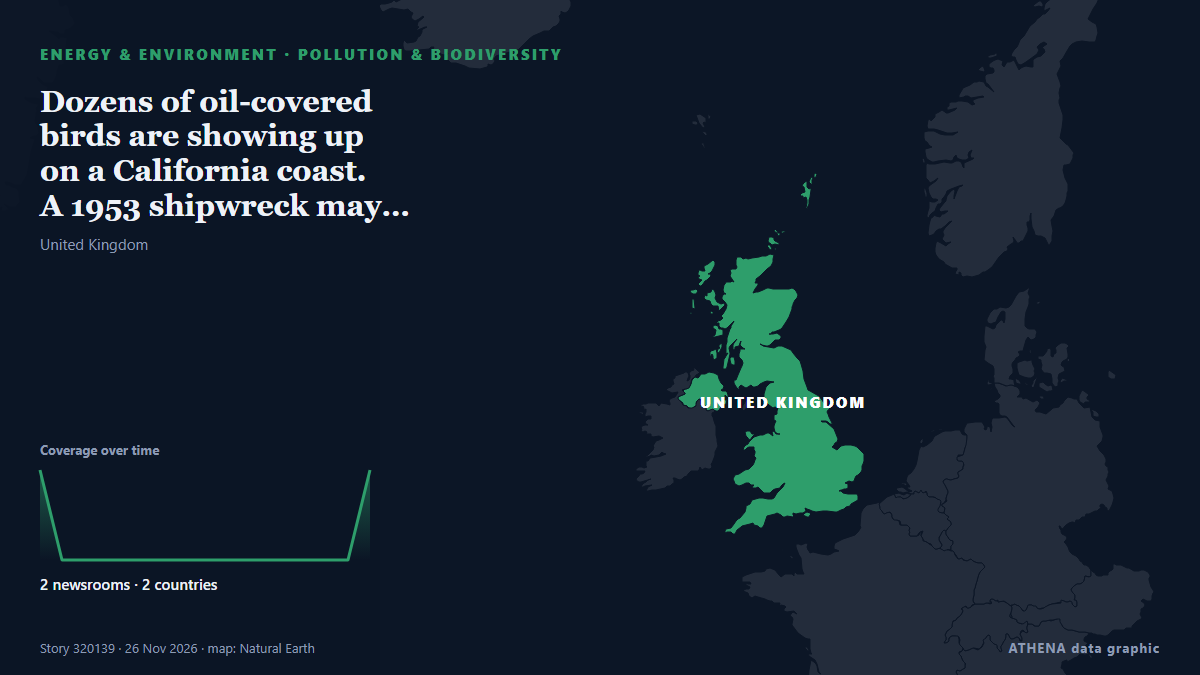 ENERGY & ENVIRONMENT · POLLUTION & BIODIVERSITY
Dozens of oil-covered
birds are showing up
on a California coast.
A 1953 shipwreck may...
United Kingdom
UNITED KINGDOM
Coverage over time
2 newsrooms · 2 countries
Story 320139 · 26 Nov 2026 · map: Natural Earth
ATHENA data graphic